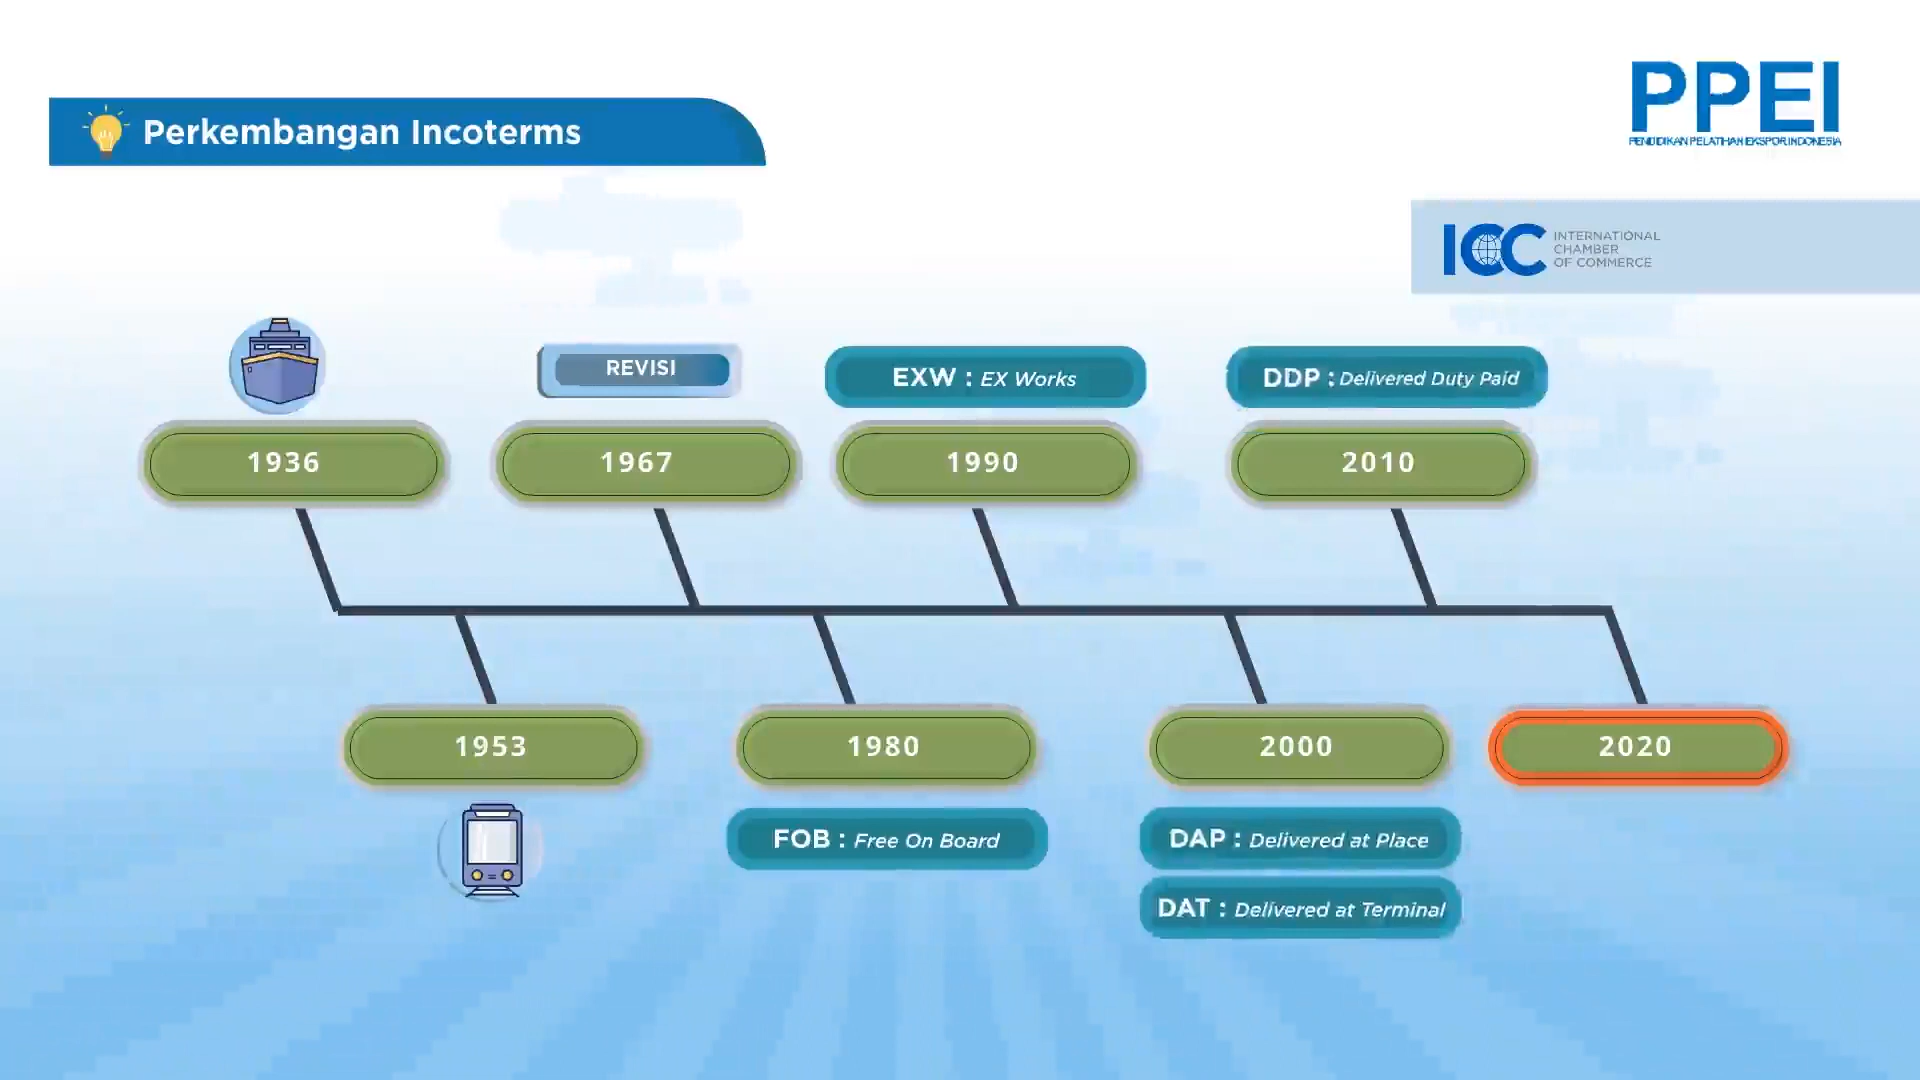 Perkembangan Incoterms
PPEI
PENDIDIKAN PELATIHAN EKSPOR INDONESIA
ICC
INTERNATIONAL
CHAMBER
OF COMMERCE
REVISI
EXW : EX Works
DDP : Delivered Duty Paid
1936
1967
1990
2010
1953
1980
2000
2020
FOB : Free On Board
DAP : Delivered at Place
DAT : Delivered at Terminal